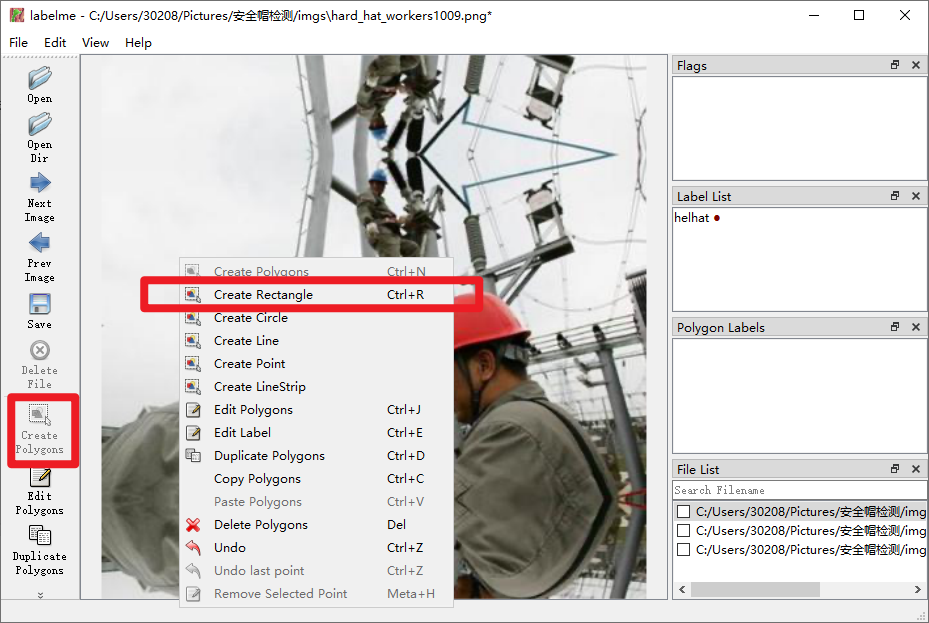 labelme - C:/Users/30208/Pictures/安全帽检测/imgs\hard_hat_workers1009.png*
File Edit View Help
Open
Open
Dir
Next
Image
Prev
Image
Save
Delete
File
Create
Polygons
Edit
Polygons
Duplicate
Polygons
Create Polygons Ctrl+N
Create Rectangle Ctrl+R
Create Circle
Create Line
Create Point
Create LineStrip
Edit Polygons Ctrl+J
Edit Label Ctrl+E
Duplicate Polygons Ctrl+D
Copy Polygons Ctrl+C
Paste Polygons Ctrl+V
Delete Polygons Del
Undo Ctrl+Z
Undo last point Ctrl+Z
Remove Selected Point Meta+H
Flags
Label List
helhat
Polygon Labels
File List
Search Filename
C:/Users/30208/Pictures/安全帽检测/img
C:/Users/30208/Pictures/安全帽检测/img
C:/Users/30208/Pictures/安全帽检测/img